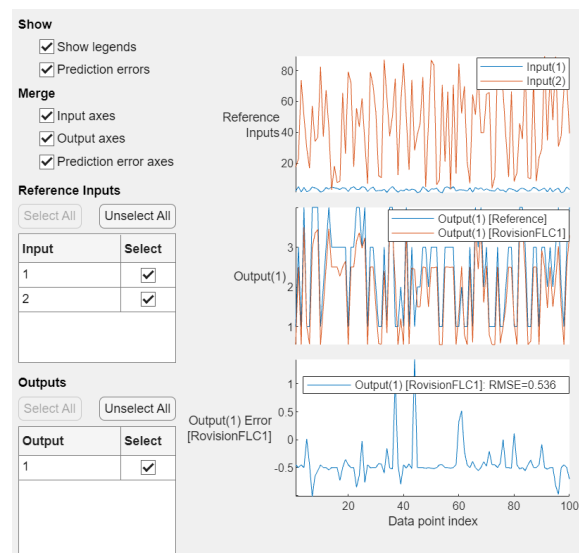 Show
Show legends
Prediction errors
Merge
Input axes
Output axes
Prediction error axes
Reference Inputs
Select All Unselect All
Input Select
1
2
Outputs
Select All Unselect All
Output Select
1
Input(1)
Input(2)
Reference
Inputs
80
60
40
20
Output(1) [Reference]
Output(1) [RovisionFLC1]
Output(1)
3
2
1
Output(1) [RovisionFLC1]: RMSE=0.536
Output(1) Error
[RovisionFLC1]
1
0.5
0
-0.5
20 40 60 80 100
Data point index